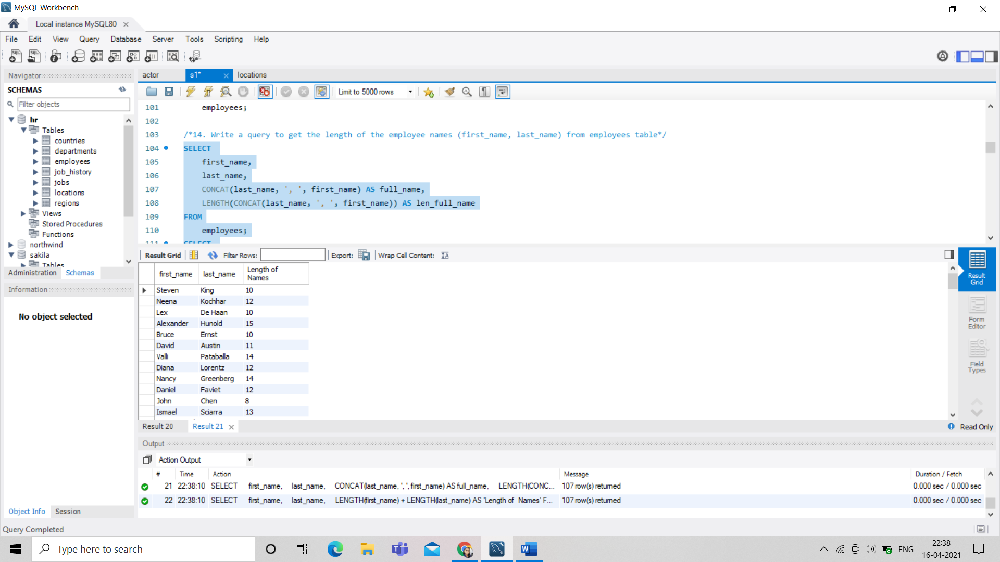 MySQL Workbench
Local instance MySQL80
File Edit View Query Database Server Tools Scripting Help
Navigator
SCHEMAS
Filter objects
hr
Tables
countries
departments
employees
job_history
jobs
locations
regions
Views
Stored Procedures
Functions
northwind
sakila
Tables
Administration Schemas
Information
No object selected
Object Info Session
actor s1* locations
Limit to 5000 rows
101 employees;
102
103 /*14. Write a query to get the length of the employee names (first_name, last_name) from employees table*/
104 SELECT
105 first_name,
106 last_name,
107 CONCAT(last_name, ', ', first_name) AS full_name,
108 LENGTH(CONCAT(last_name, ', ', first_name)) AS len_full_name
109 FROM
110 employees;
111 SELECT
Result Grid Filter Rows: Export: Wrap Cell Content:
first_name last_name Length of Names
Steven King 10
Neena Kochhar 12
Lex De Haan 10
Alexander Hunold 15
Bruce Ernst 10
David Austin 11
Valli Pataballa 14
Diana Lorentz 12
Nancy Greenberg 14
Daniel Faviet 12
John Chen 8
Ismael Sciarra 13
Result Grid
Form Editor
Field Types
Result 20 Result 21
Read Only
Output
Action Output
# Time Action Message Duration / Fetch
21 22:38:10 SELECT first_name, last_name, CONCAT(last_name, ', ', first_name) AS full_name, LENGTH(CONC... 107 row(s) returned 0.000 sec / 0.000 sec
22 22:38:10 SELECT first_name, last_name, LENGTH(first_name) + LENGTH(last_name) AS 'Length of Names' F... 107 row(s) returned 0.000 sec / 0.000 sec
Query Completed
Type here to search
ENG
22:38
16-04-2021